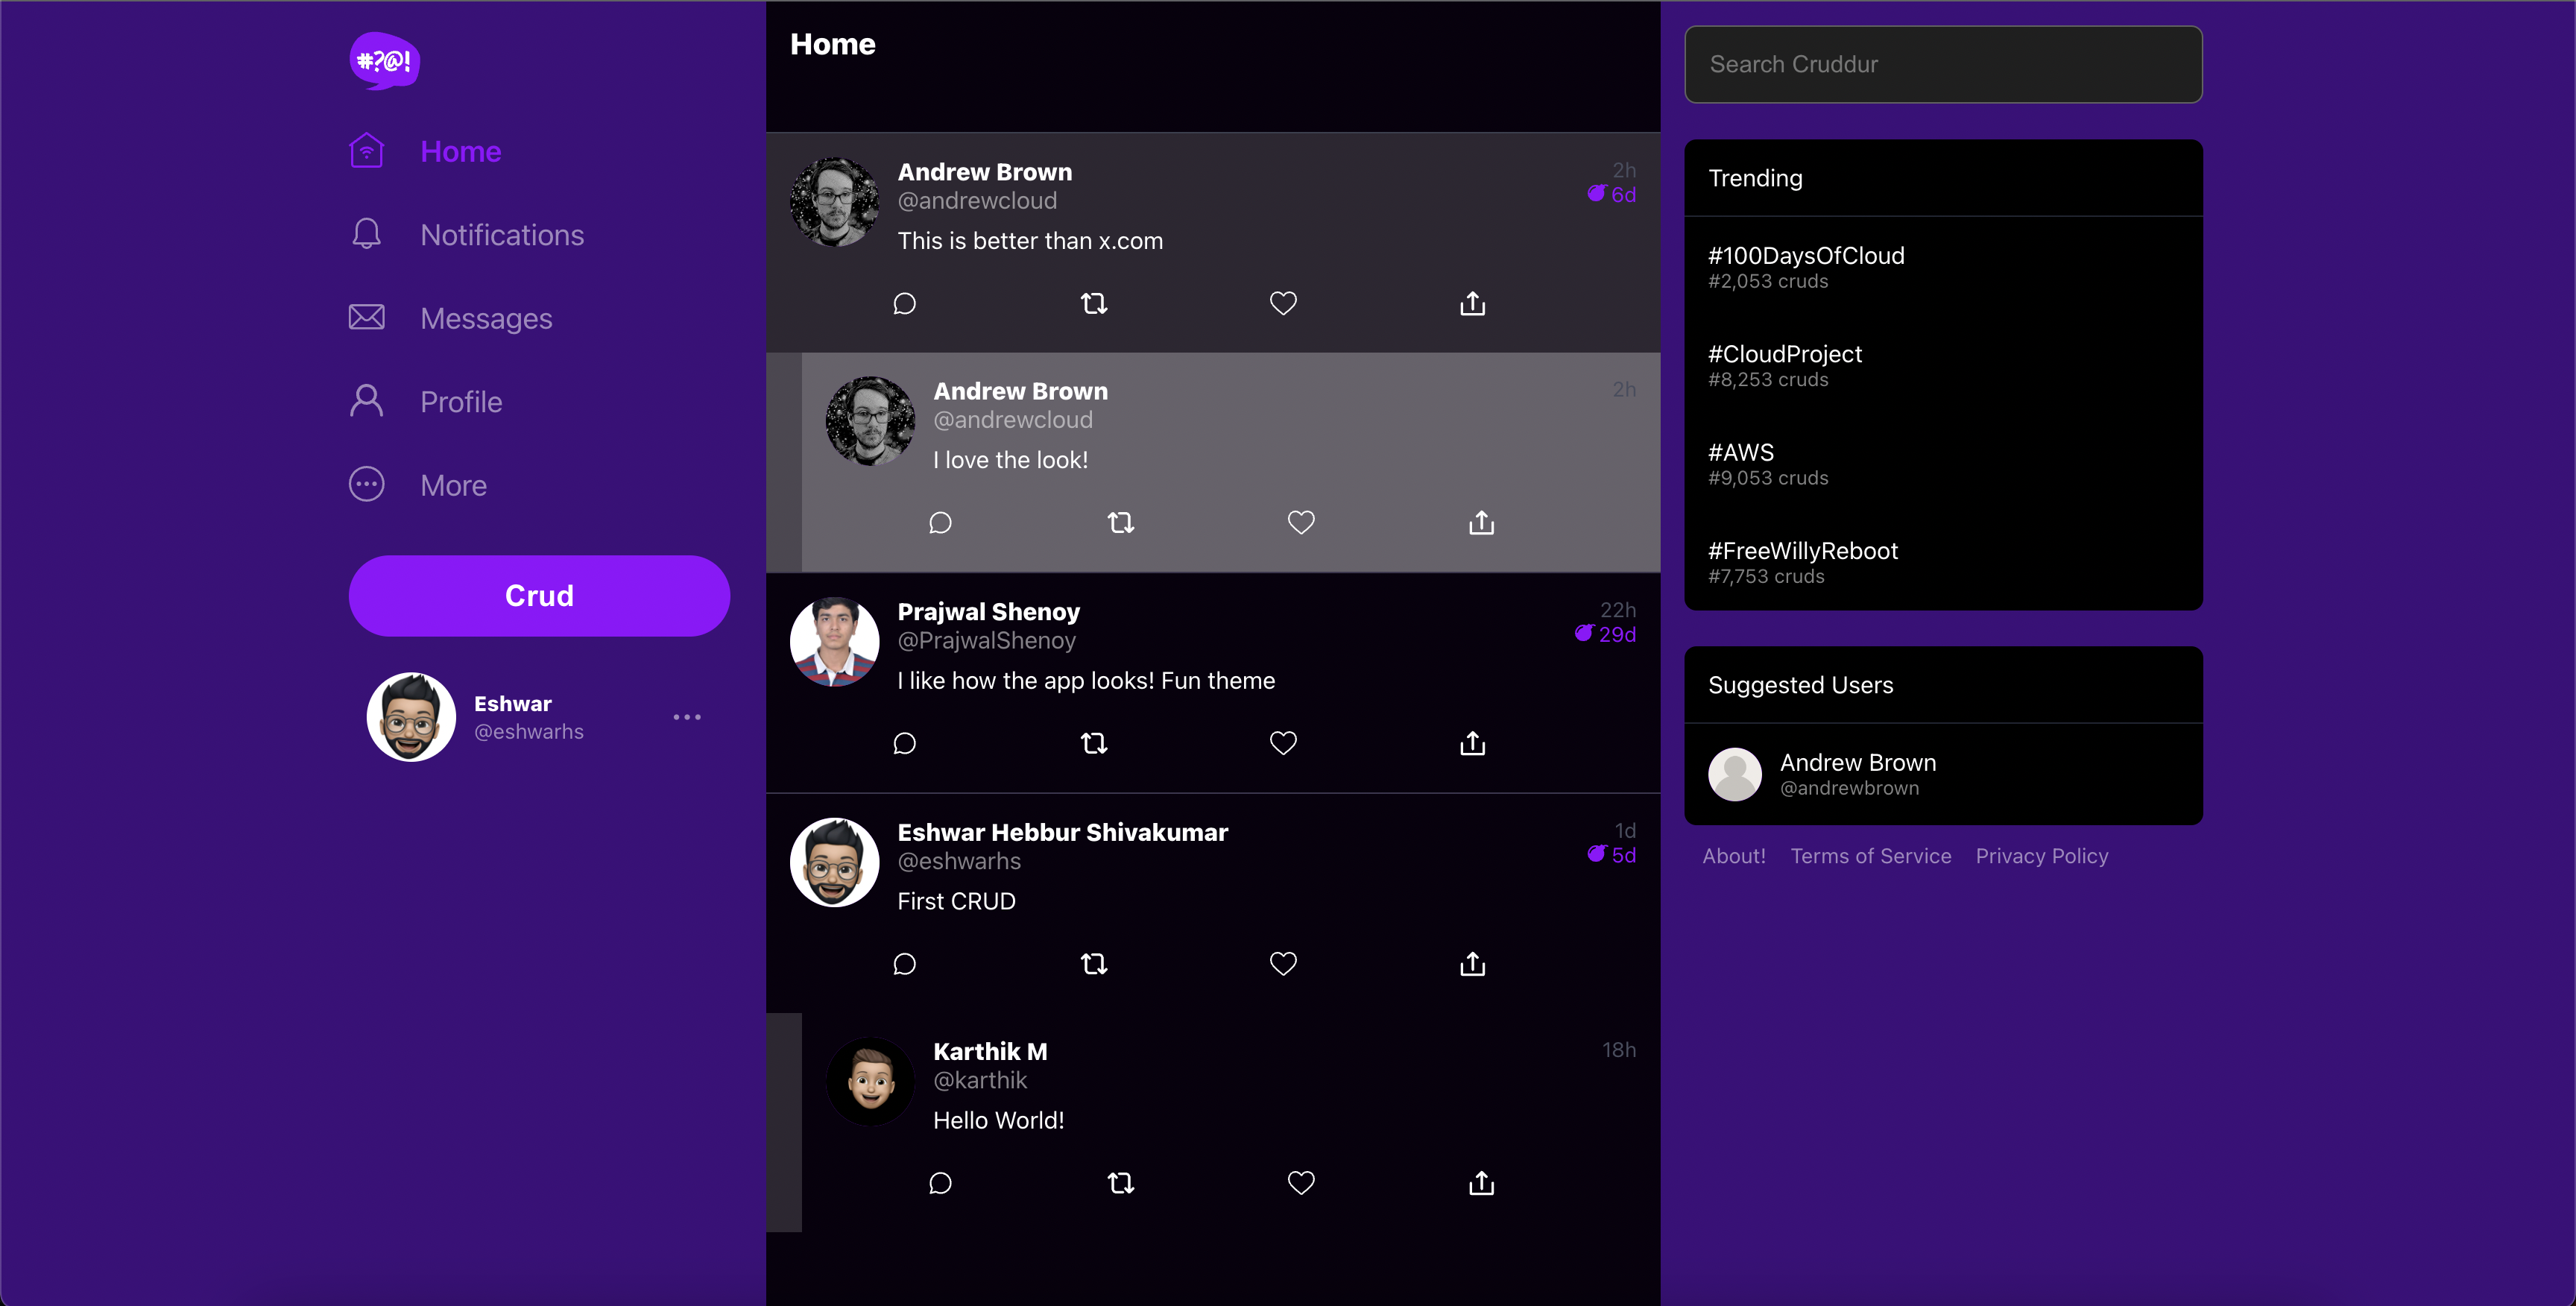 #?@!
Home
Notifications
Messages
Profile
More
Crud
Eshwar
@eshwarhs
Home
Andrew Brown
@andrewcloud
2h
6d
This is better than x.com
Andrew Brown
@andrewcloud
2h
I love the look!
Prajwal Shenoy
@PrajwalShenoy
22h
29d
I like how the app looks! Fun theme
Eshwar Hebbur Shivakumar
@eshwarhs
1d
5d
First CRUD
Karthik M
@karthik
18h
Hello World!
Search Cruddur
Trending
#100DaysOfCloud
#2,053 cruds
#CloudProject
#8,253 cruds
#AWS
#9,053 cruds
#FreeWillyReboot
#7,753 cruds
Suggested Users
Andrew Brown
@andrewbrown
About! Terms of Service Privacy Policy